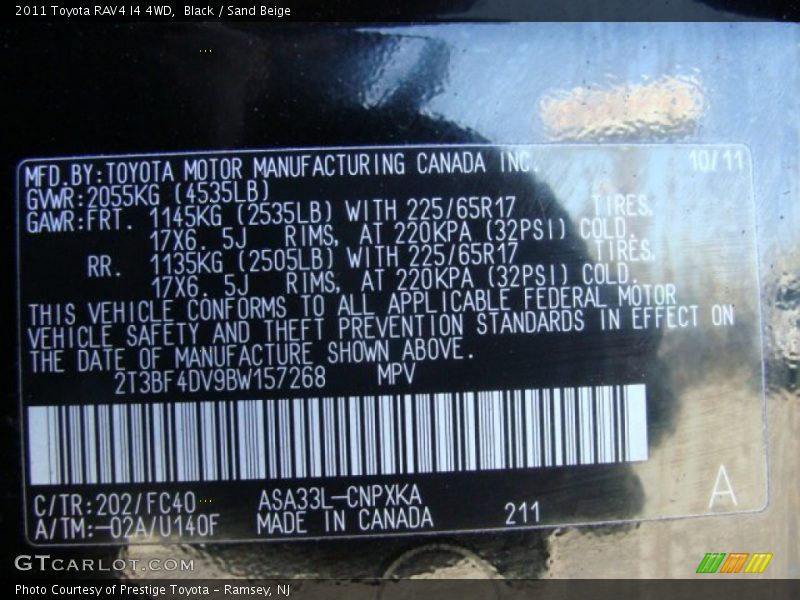 2011 Toyota RAV4 I4 4WD, Black / Sand Beige
MFD.BY:TOYOTA MOTOR MANUFACTURING CANADA INC. 10/11
GVWR:2055KG (4535LB)
GAWR:FRT. 1145KG (2535LB) WITH 225/65R17 TIRES,
17X6.5J RIMS, AT 220KPA (32PSI) COLD.
RR. 1135KG (2505LB) WITH 225/65R17 TIRES,
17X6.5J RIMS, AT 220KPA (32PSI) COLD.
THIS VEHICLE CONFORMS TO ALL APPLICABLE FEDERAL MOTOR
VEHICLE SAFETY AND THEFT PREVENTION STANDARDS IN EFFECT ON
THE DATE OF MANUFACTURE SHOWN ABOVE.
2T3BF4DV9BW157268 MPV
C/TR:202/FC40 ASA33L-CNPXKA
A/TM:-02A/U140F MADE IN CANADA 211 A
GTCARLOT.COM
Photo Courtesy of Prestige Toyota - Ramsey, NJ